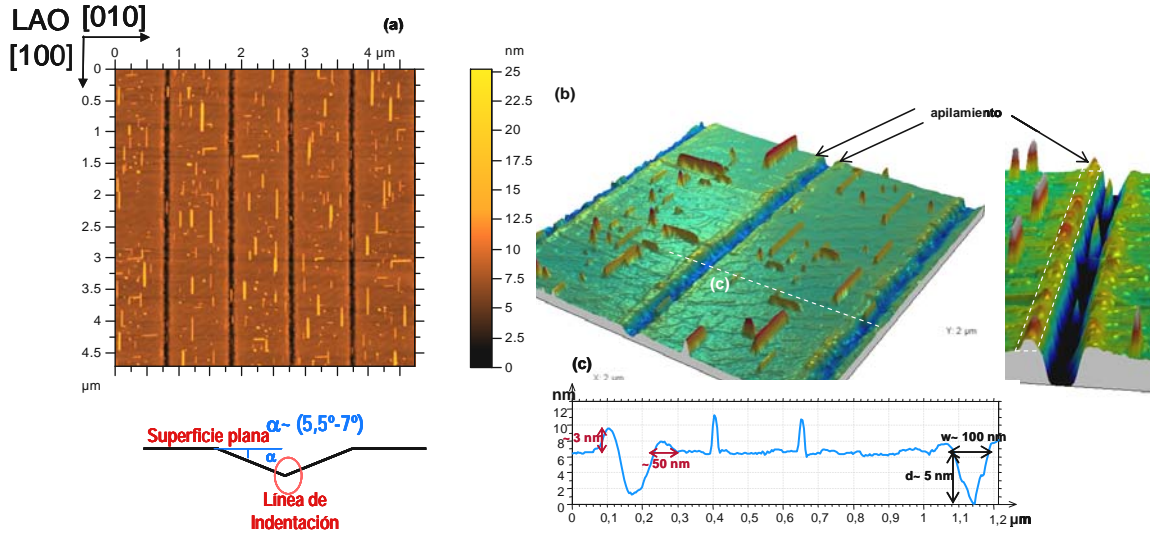 LAO [010]
[100]
(a)
0 1 2 3 4 µm
0
0.5
1
1.5
2
2.5
3
3.5
4
4.5
µm
nm
25
22.5
20
17.5
15
12.5
10
7.5
5
2.5
0
(b)
apilamiento
(c)
Y: 2 µm
X: 2 µm
α~ (5,5º-7º)
Superficie plana
α
Línea de
Indentación
(c)
nm
12
10
8
6
4
2
0
~ 3 nm
~ 50 nm
w~ 100 nm
d~ 5 nm
0 0,1 0,2 0,3 0,4 0,5 0,6 0,7 0,8 0,9 1 1,1 1,2 µm